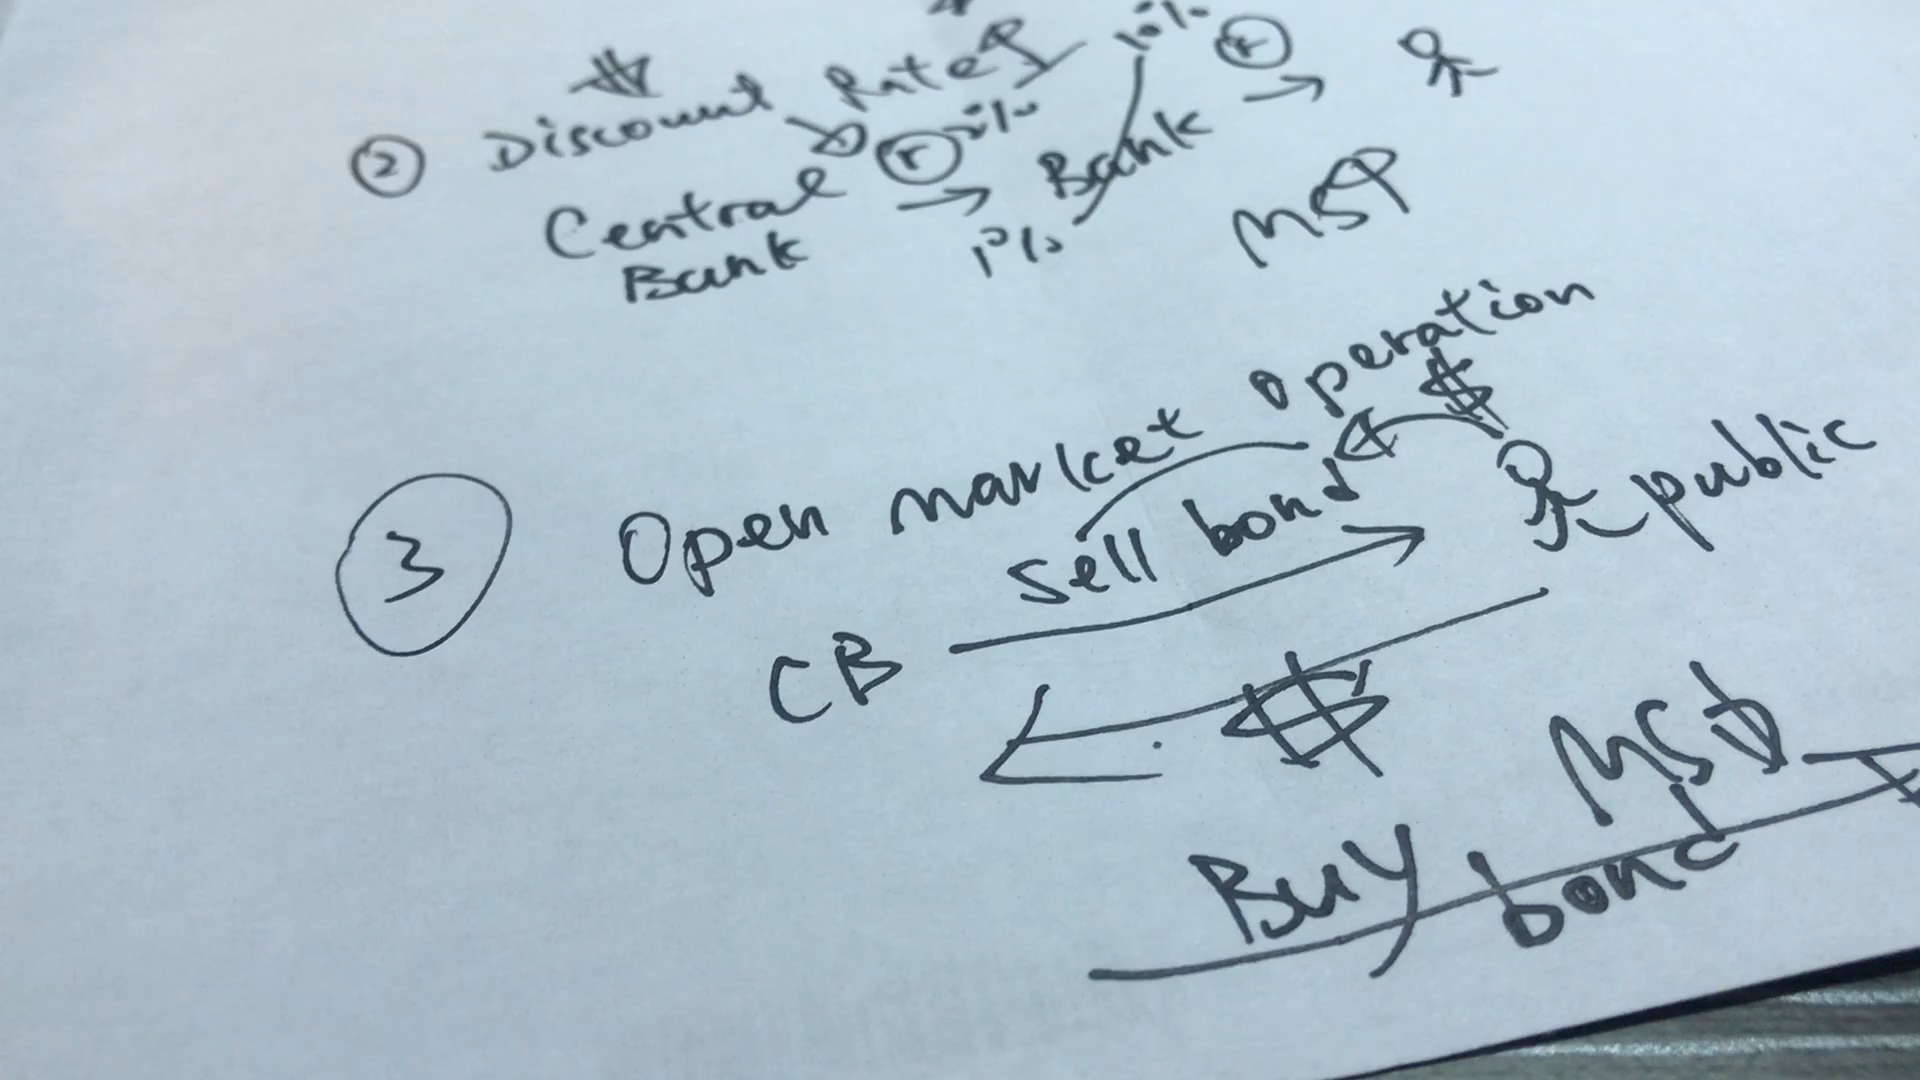 10%
② Discount Rate
r 2%
Central → Bank →
Bank
1%
MS↑
3 Open market operation
$
Sell bond
public
CB
$
MS↓
Buy bond